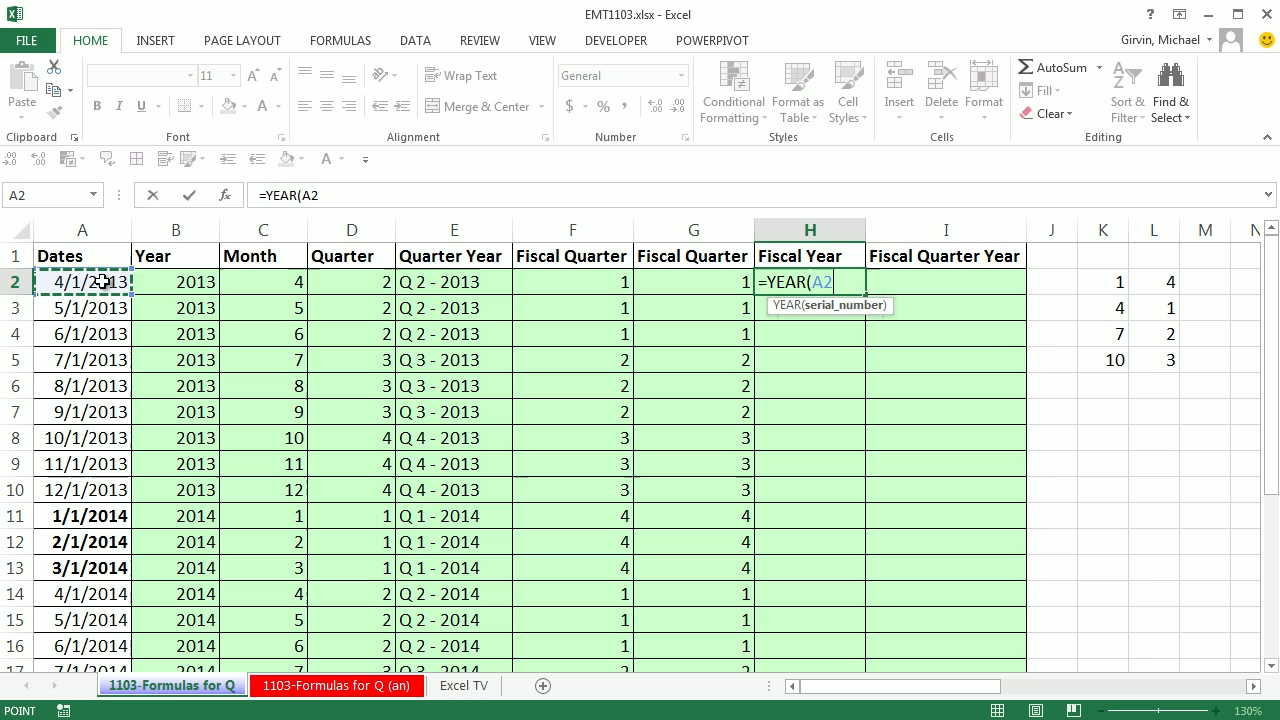 EMT1103.xlsx - Excel
?
FILE HOME INSERT PAGE LAYOUT FORMULAS DATA REVIEW VIEW DEVELOPER POWERPIVOT Girvin, Michael
Paste
11
B I U A
Wrap Text
Merge & Center
General
$ % ,
Conditional Formatting
Format as Table
Cell Styles
Insert Delete Format
AutoSum
Fill
Clear
Sort & Filter
Find & Select
Clipboard Font Alignment Number Styles Cells Editing
A2 fx =YEAR(A2
A B C D E F G H I J K L M N
1 Dates Year Month Quarter Quarter Year Fiscal Quarter Fiscal Quarter Fiscal Year Fiscal Quarter Year
2 4/1/2013 2013 4 2 Q 2 - 2013 1 1 =YEAR(A2 1 4
YEAR(serial_number)
3 5/1/2013 2013 5 2 Q 2 - 2013 1 1 4 1
4 6/1/2013 2013 6 2 Q 2 - 2013 1 1 7 2
5 7/1/2013 2013 7 3 Q 3 - 2013 2 2 10 3
6 8/1/2013 2013 8 3 Q 3 - 2013 2 2
7 9/1/2013 2013 9 3 Q 3 - 2013 2 2
8 10/1/2013 2013 10 4 Q 4 - 2013 3 3
9 11/1/2013 2013 11 4 Q 4 - 2013 3 3
10 12/1/2013 2013 12 4 Q 4 - 2013 3 3
11 1/1/2014 2014 1 1 Q 1 - 2014 4 4
12 2/1/2014 2014 2 1 Q 1 - 2014 4 4
13 3/1/2014 2014 3 1 Q 1 - 2014 4 4
14 4/1/2014 2014 4 2 Q 2 - 2014 1 1
15 5/1/2014 2014 5 2 Q 2 - 2014 1 1
16 6/1/2014 2014 6 2 Q 2 - 2014 1 1
17 7/1/2014 2014 7 3 Q 3 - 2014 2 2
1103-Formulas for Q 1103-Formulas for Q (an) Excel TV
POINT 130%